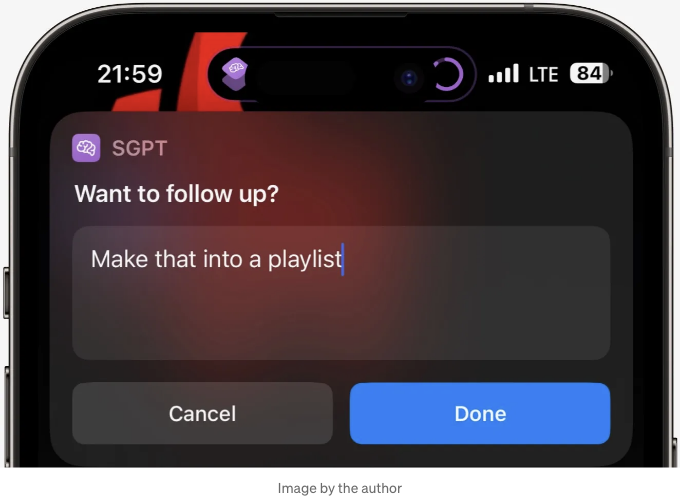 21:59
LTE
84
SGPT
Want to follow up?
Make that into a playlist
Cancel
Done
Image by the author